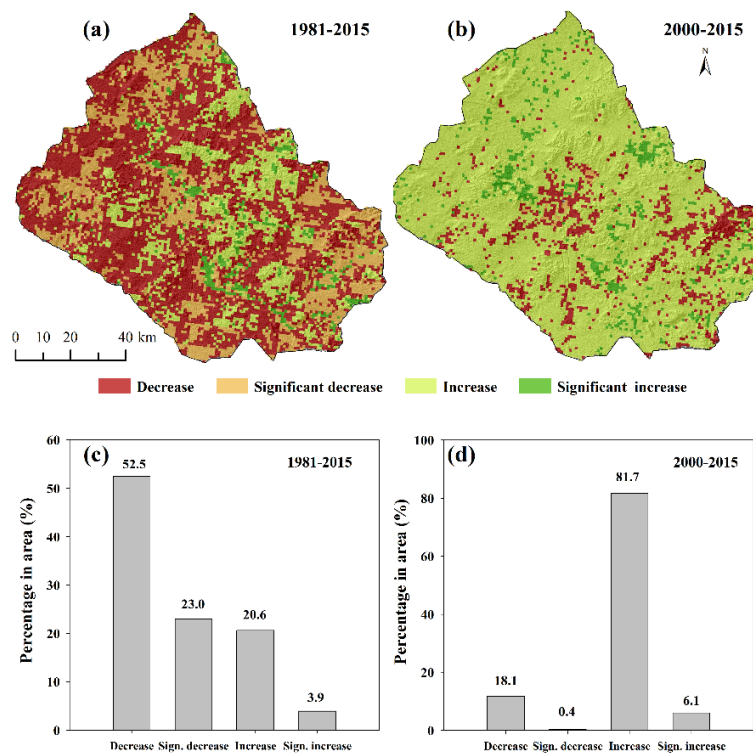 (a) 1981-2015
(b) 2000-2015
N
0 10 20 40 km
Decrease Significant decrease Increase Significant increase
(c) 1981-2015
60
50
40
30
20
10
0
Percentage in area (%)
52.5
23.0
20.6
3.9
Decrease Sign. decrease Increase Sign. increase
(d) 2000-2015
100
80
60
40
20
0
Percentage in area (%)
18.1
0.4
81.7
6.1
Decrease Sign. decrease Increase Sign. increase